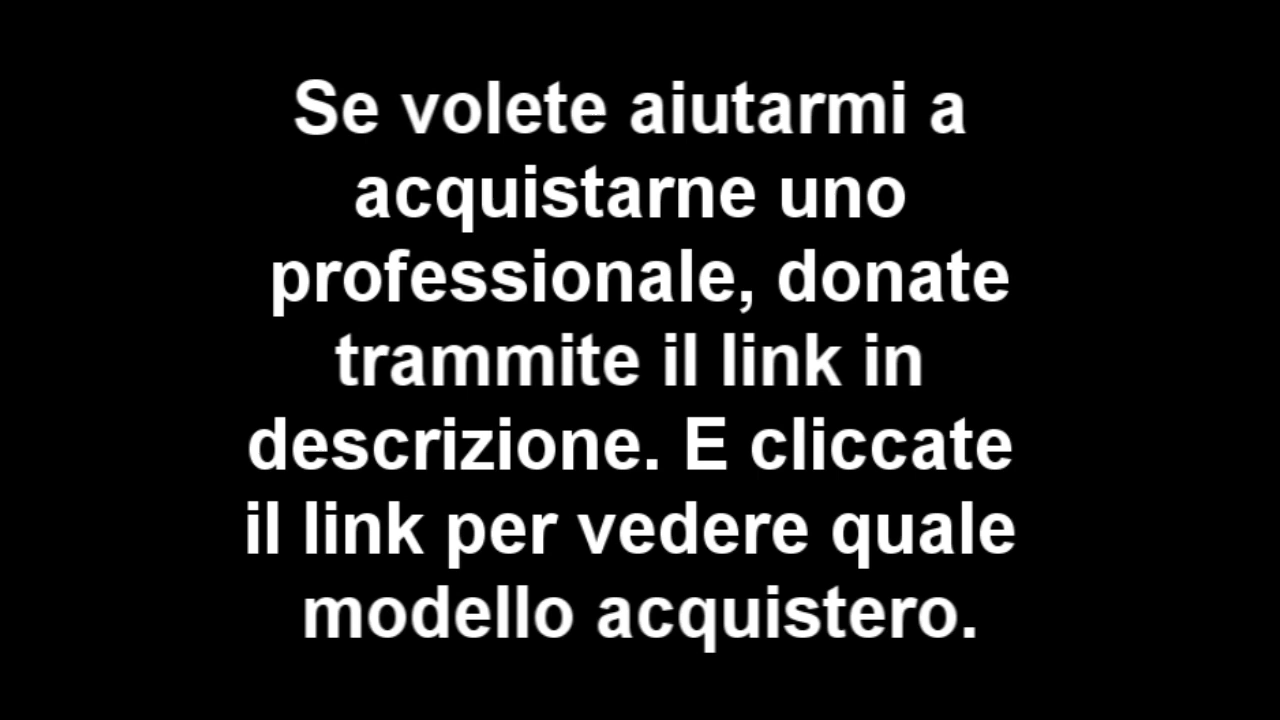 Se volete aiutarmi a
acquistarne uno
professionale, donate
trammite il link in
descrizione. E cliccate
il link per vedere quale
modello acquistero.